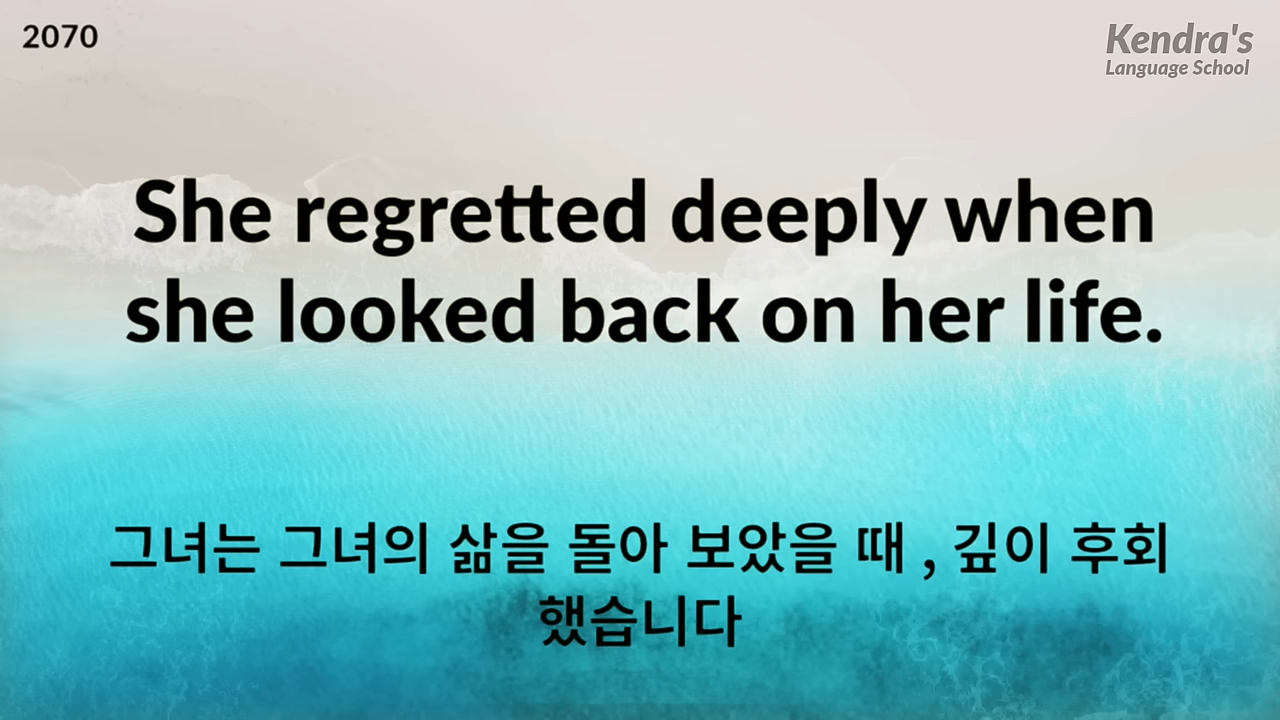 2070
Kendra's
Language School
She regretted deeply when
she looked back on her life.
그녀는 그녀의 삶을 돌아 보았을 때 , 깊이 후회
했습니다